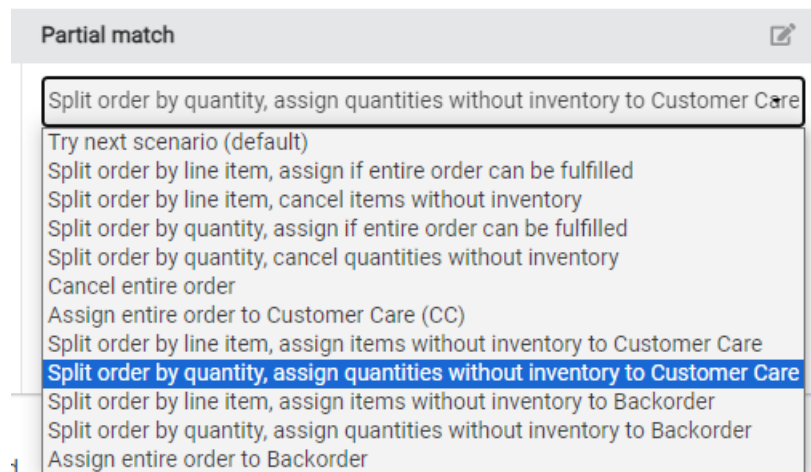 Partial match
Split order by quantity, assign quantities without inventory to Customer Care
Try next scenario (default)
Split order by line item, assign if entire order can be fulfilled
Split order by line item, cancel items without inventory
Split order by quantity, assign if entire order can be fulfilled
Split order by quantity, cancel quantities without inventory
Cancel entire order
Assign entire order to Customer Care (CC)
Split order by line item, assign items without inventory to Customer Care
Split order by quantity, assign quantities without inventory to Customer Care
Split order by line item, assign items without inventory to Backorder
Split order by quantity, assign quantities without inventory to Backorder
Assign entire order to Backorder